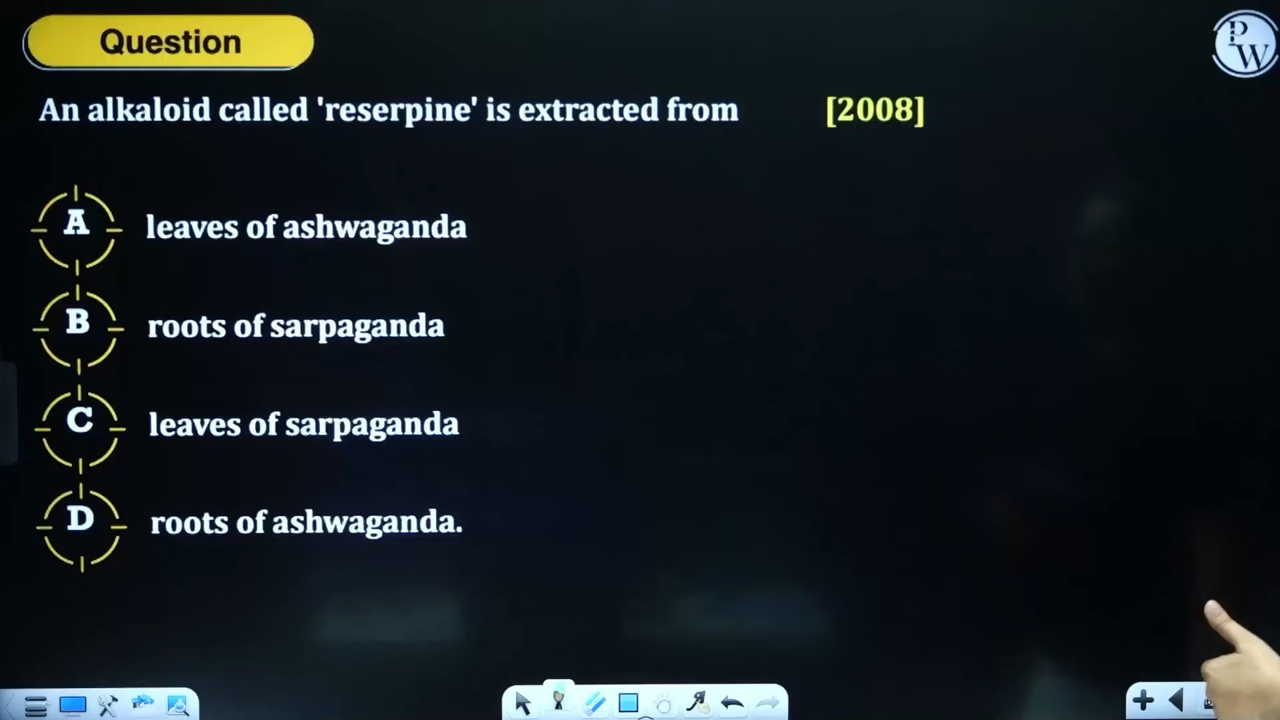 Question
PW
An alkaloid called 'reserpine' is extracted from [2008]
A leaves of ashwaganda
B roots of sarpaganda
C leaves of sarpaganda
D roots of ashwaganda.